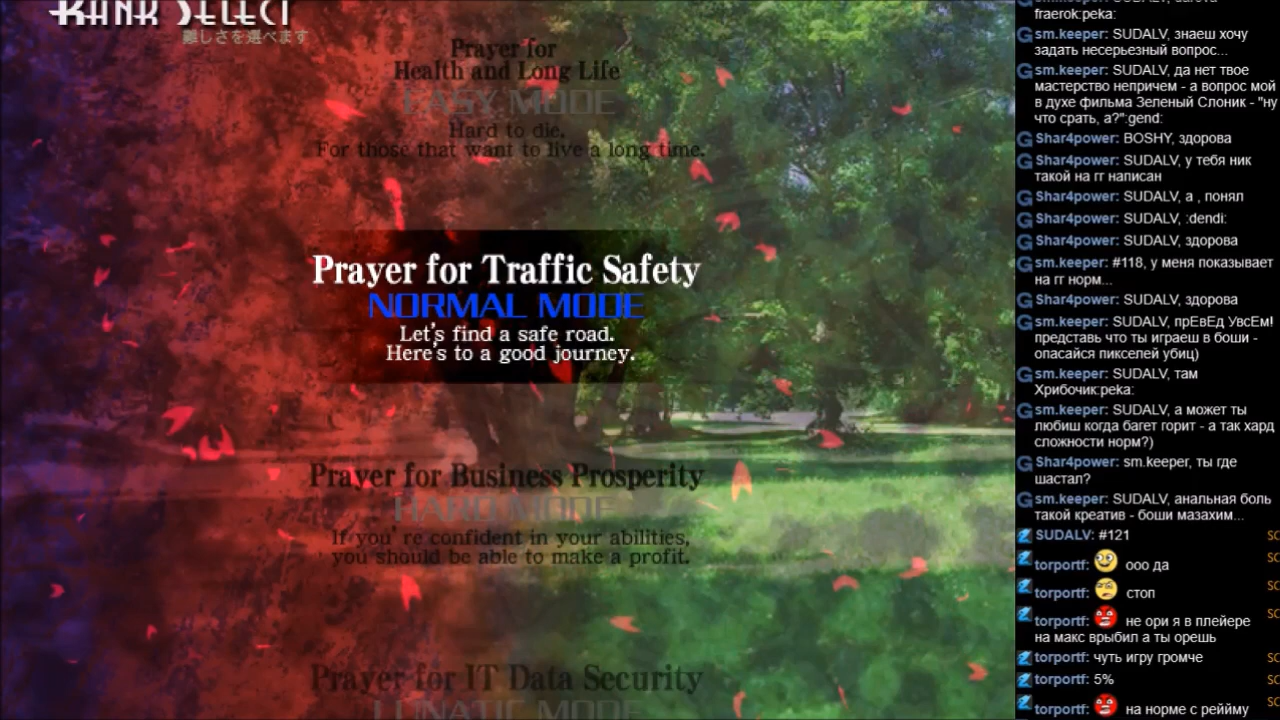 RANK SELECT
難しさを選べます
Prayer for
Health and Long Life
EASY MODE
Hard to die.
For those that want to live a long time.
Prayer for Traffic Safety
NORMAL MODE
Let's find a safe road.
Here's to a good journey.
Prayer for Business Prosperity
HARD MODE
If you're confident in your abilities,
you should be able to make a profit.
Prayer for IT Data Security
LUNATIC MODE
fraerok:peka:
sm.keeper: SUDALV, знаеш хочу
задать несерьезный вопрос...
sm.keeper: SUDALV, да нет твое
мастерство непричем - а вопрос мой
в духе фильма Зеленый Слоник - "ну
что срать, а?":gend:
Shar4power: BOSHY, здорова
Shar4power: SUDALV, у тебя ник
такой на гг написан
Shar4power: SUDALV, а , понял
Shar4power: SUDALV, :dendi:
Shar4power: SUDALV, здорова
sm.keeper: #118, у меня показывает
на гг норм...
Shar4power: SUDALV, здорова
sm.keeper: SUDALV, прЕвЕд УвсЕм!
представь что ты играеш в боши -
опасайся пикселей убиц)
sm.keeper: SUDALV, там
Хрибочик:peka:
sm.keeper: SUDALV, а может ты
любиш когда багет горит - а так хард
сложности норм?)
Shar4power: sm.keeper, ты где
шастал?
sm.keeper: SUDALV, анальная боль
такой креатив - боши мазахим...
SUDALV: #121
torportf: ооо да
torportf: стоп
torportf: не ори я в плейере
на макс врыбил а ты орешь
torportf: чуть игру громче
torportf: 5%
torportf: на норме с реййму